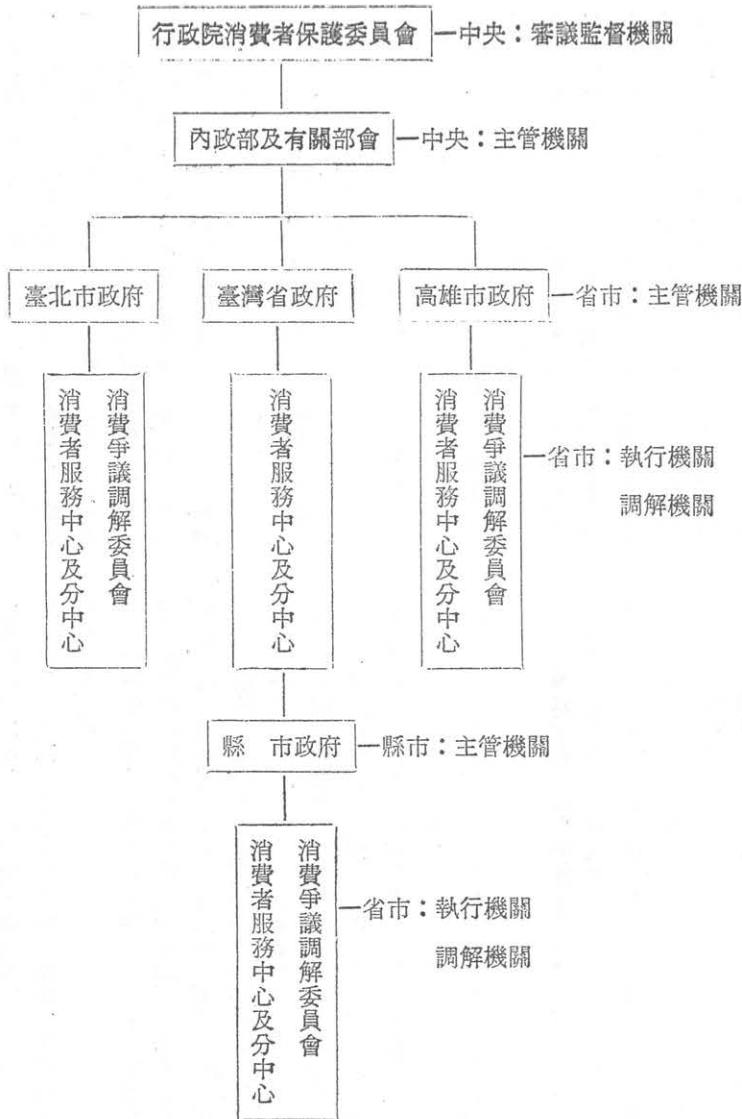 行政院消費者保護委員會—中央：審議監督機關
內政部及有關部會—中央：主管機關
臺北市政府
臺灣省政府
高雄市政府—省市：主管機關
消費爭議調解委員會
消費者服務中心及分中心
消費者服務中心及分中心
消費爭議調解委員會
消費者服務中心及分中心
—省市：執行機關
調解機關
縣　市政府—縣市：主管機關
消費爭議調解委員會
消費者服務中心及分中心
—省市：執行機關
調解機關